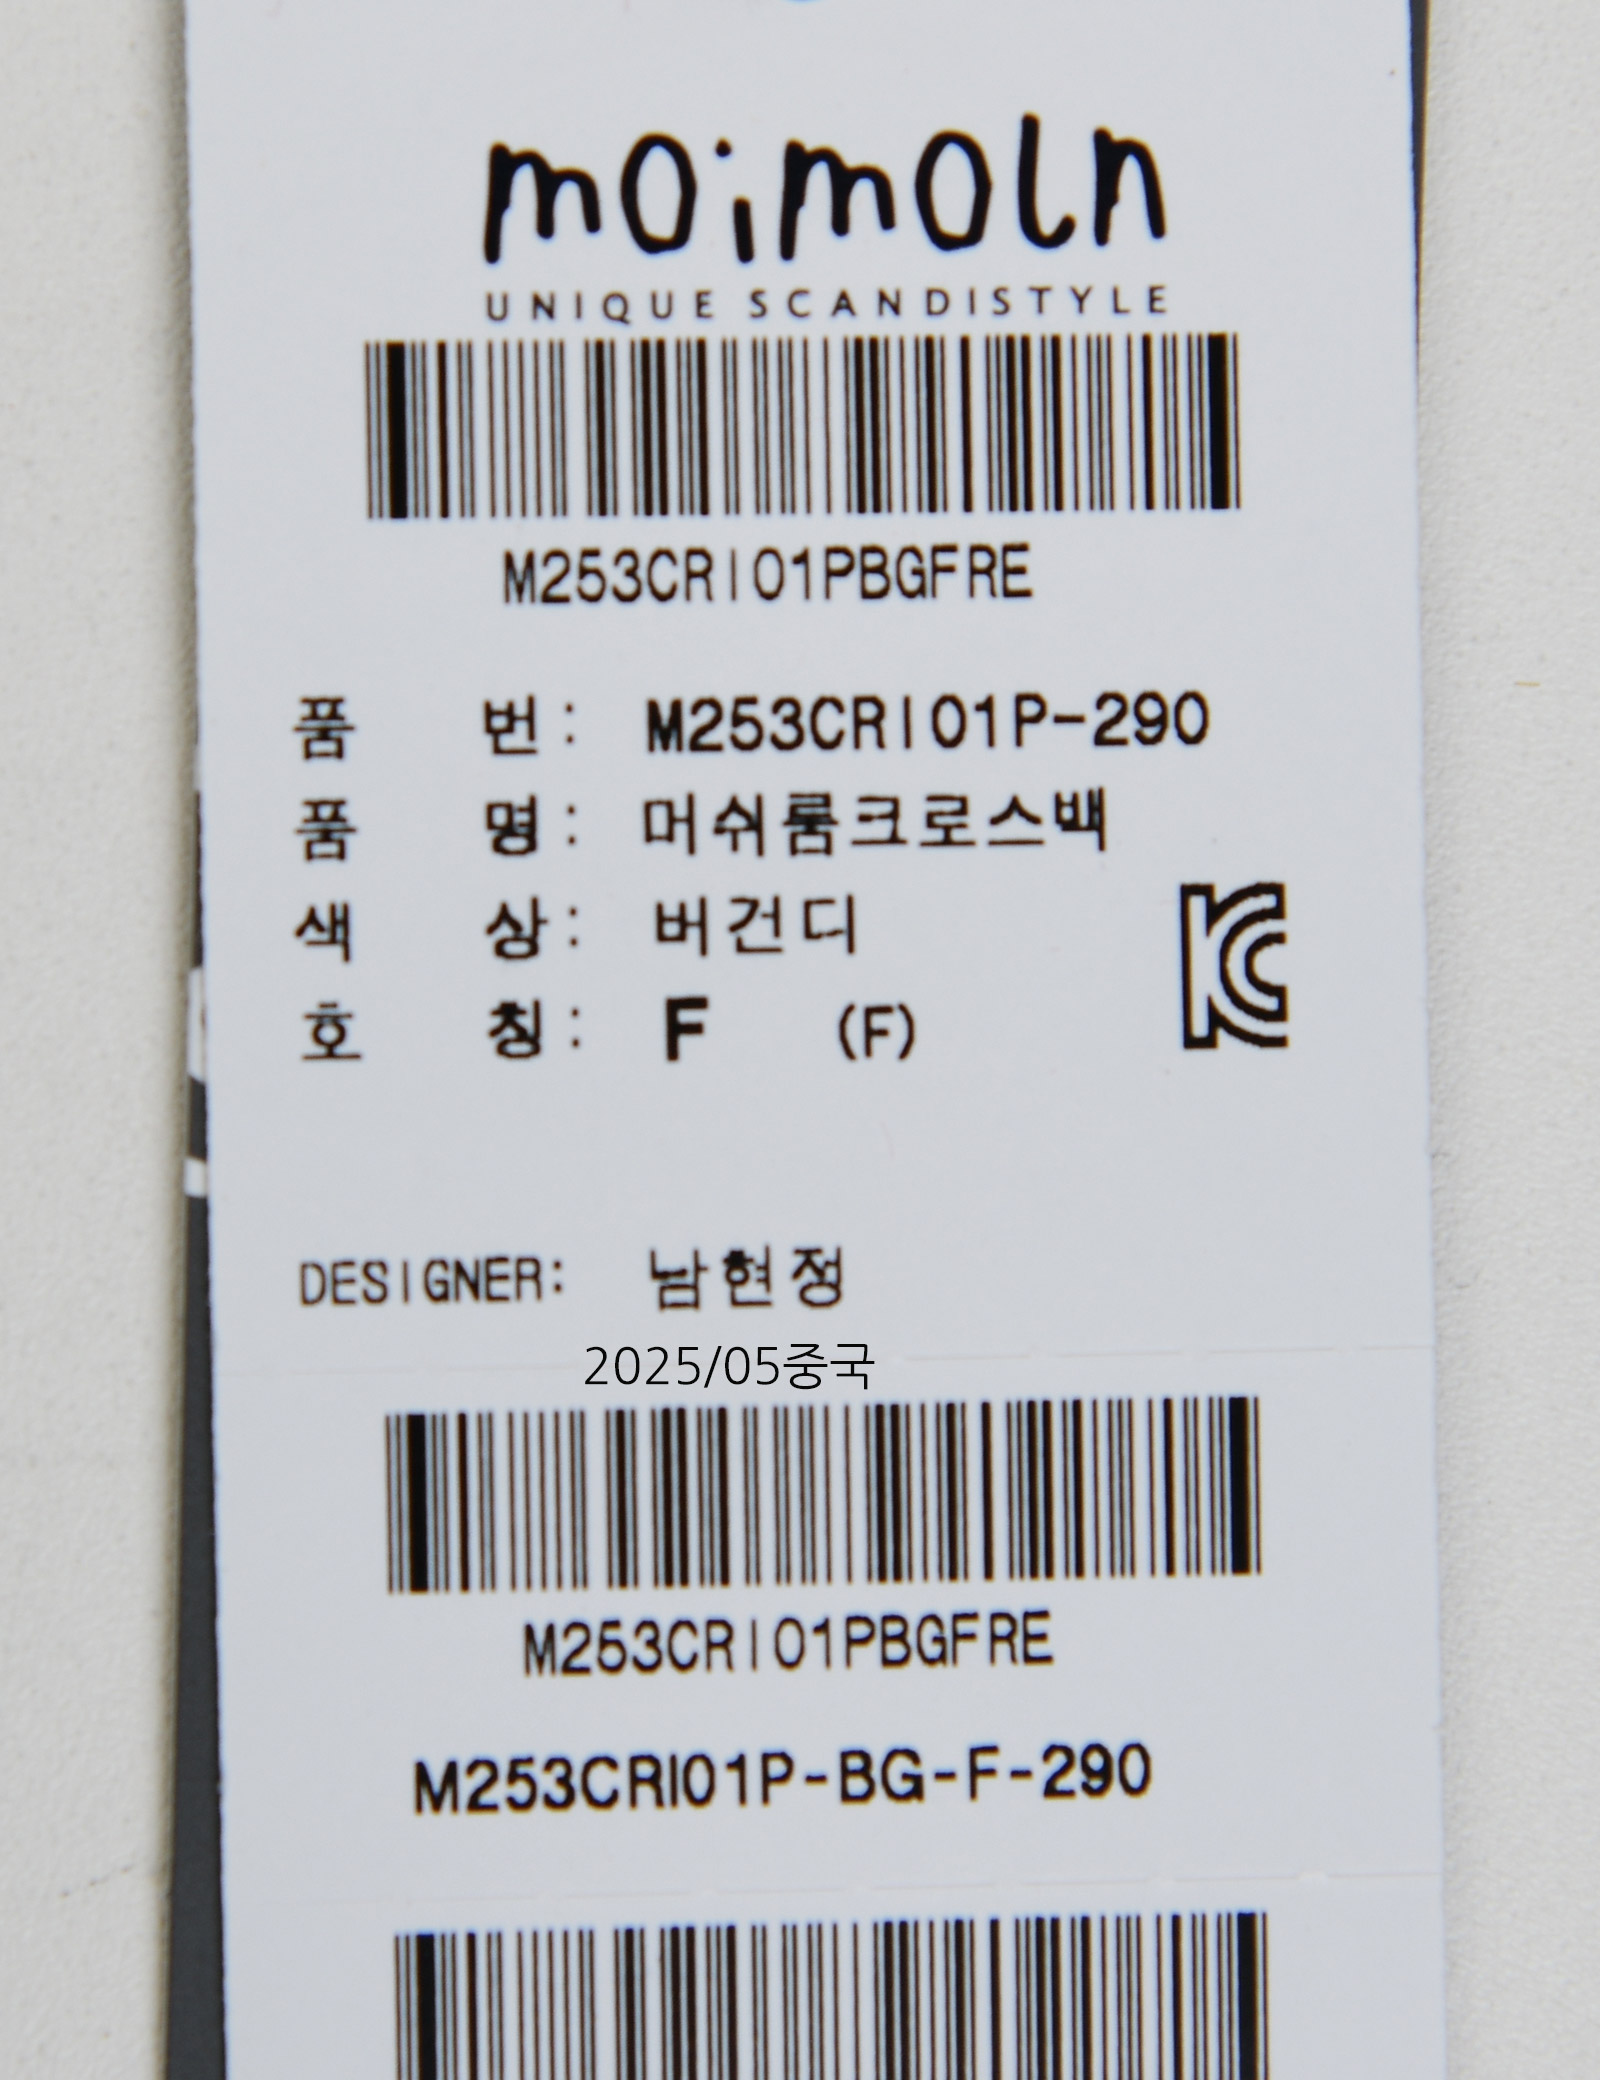 moimoln
UNIQUE SCANDISTYLE
M253CRI01PBGFRE
품 번: M253CRI01P-290
품 명: 머쉬룸크로스백
색 상: 버건디
호 칭: F (F)
DESIGNER: 남현정
2025/05중국
M253CRI01PBGFRE
M253CRI01P-BG-F-290